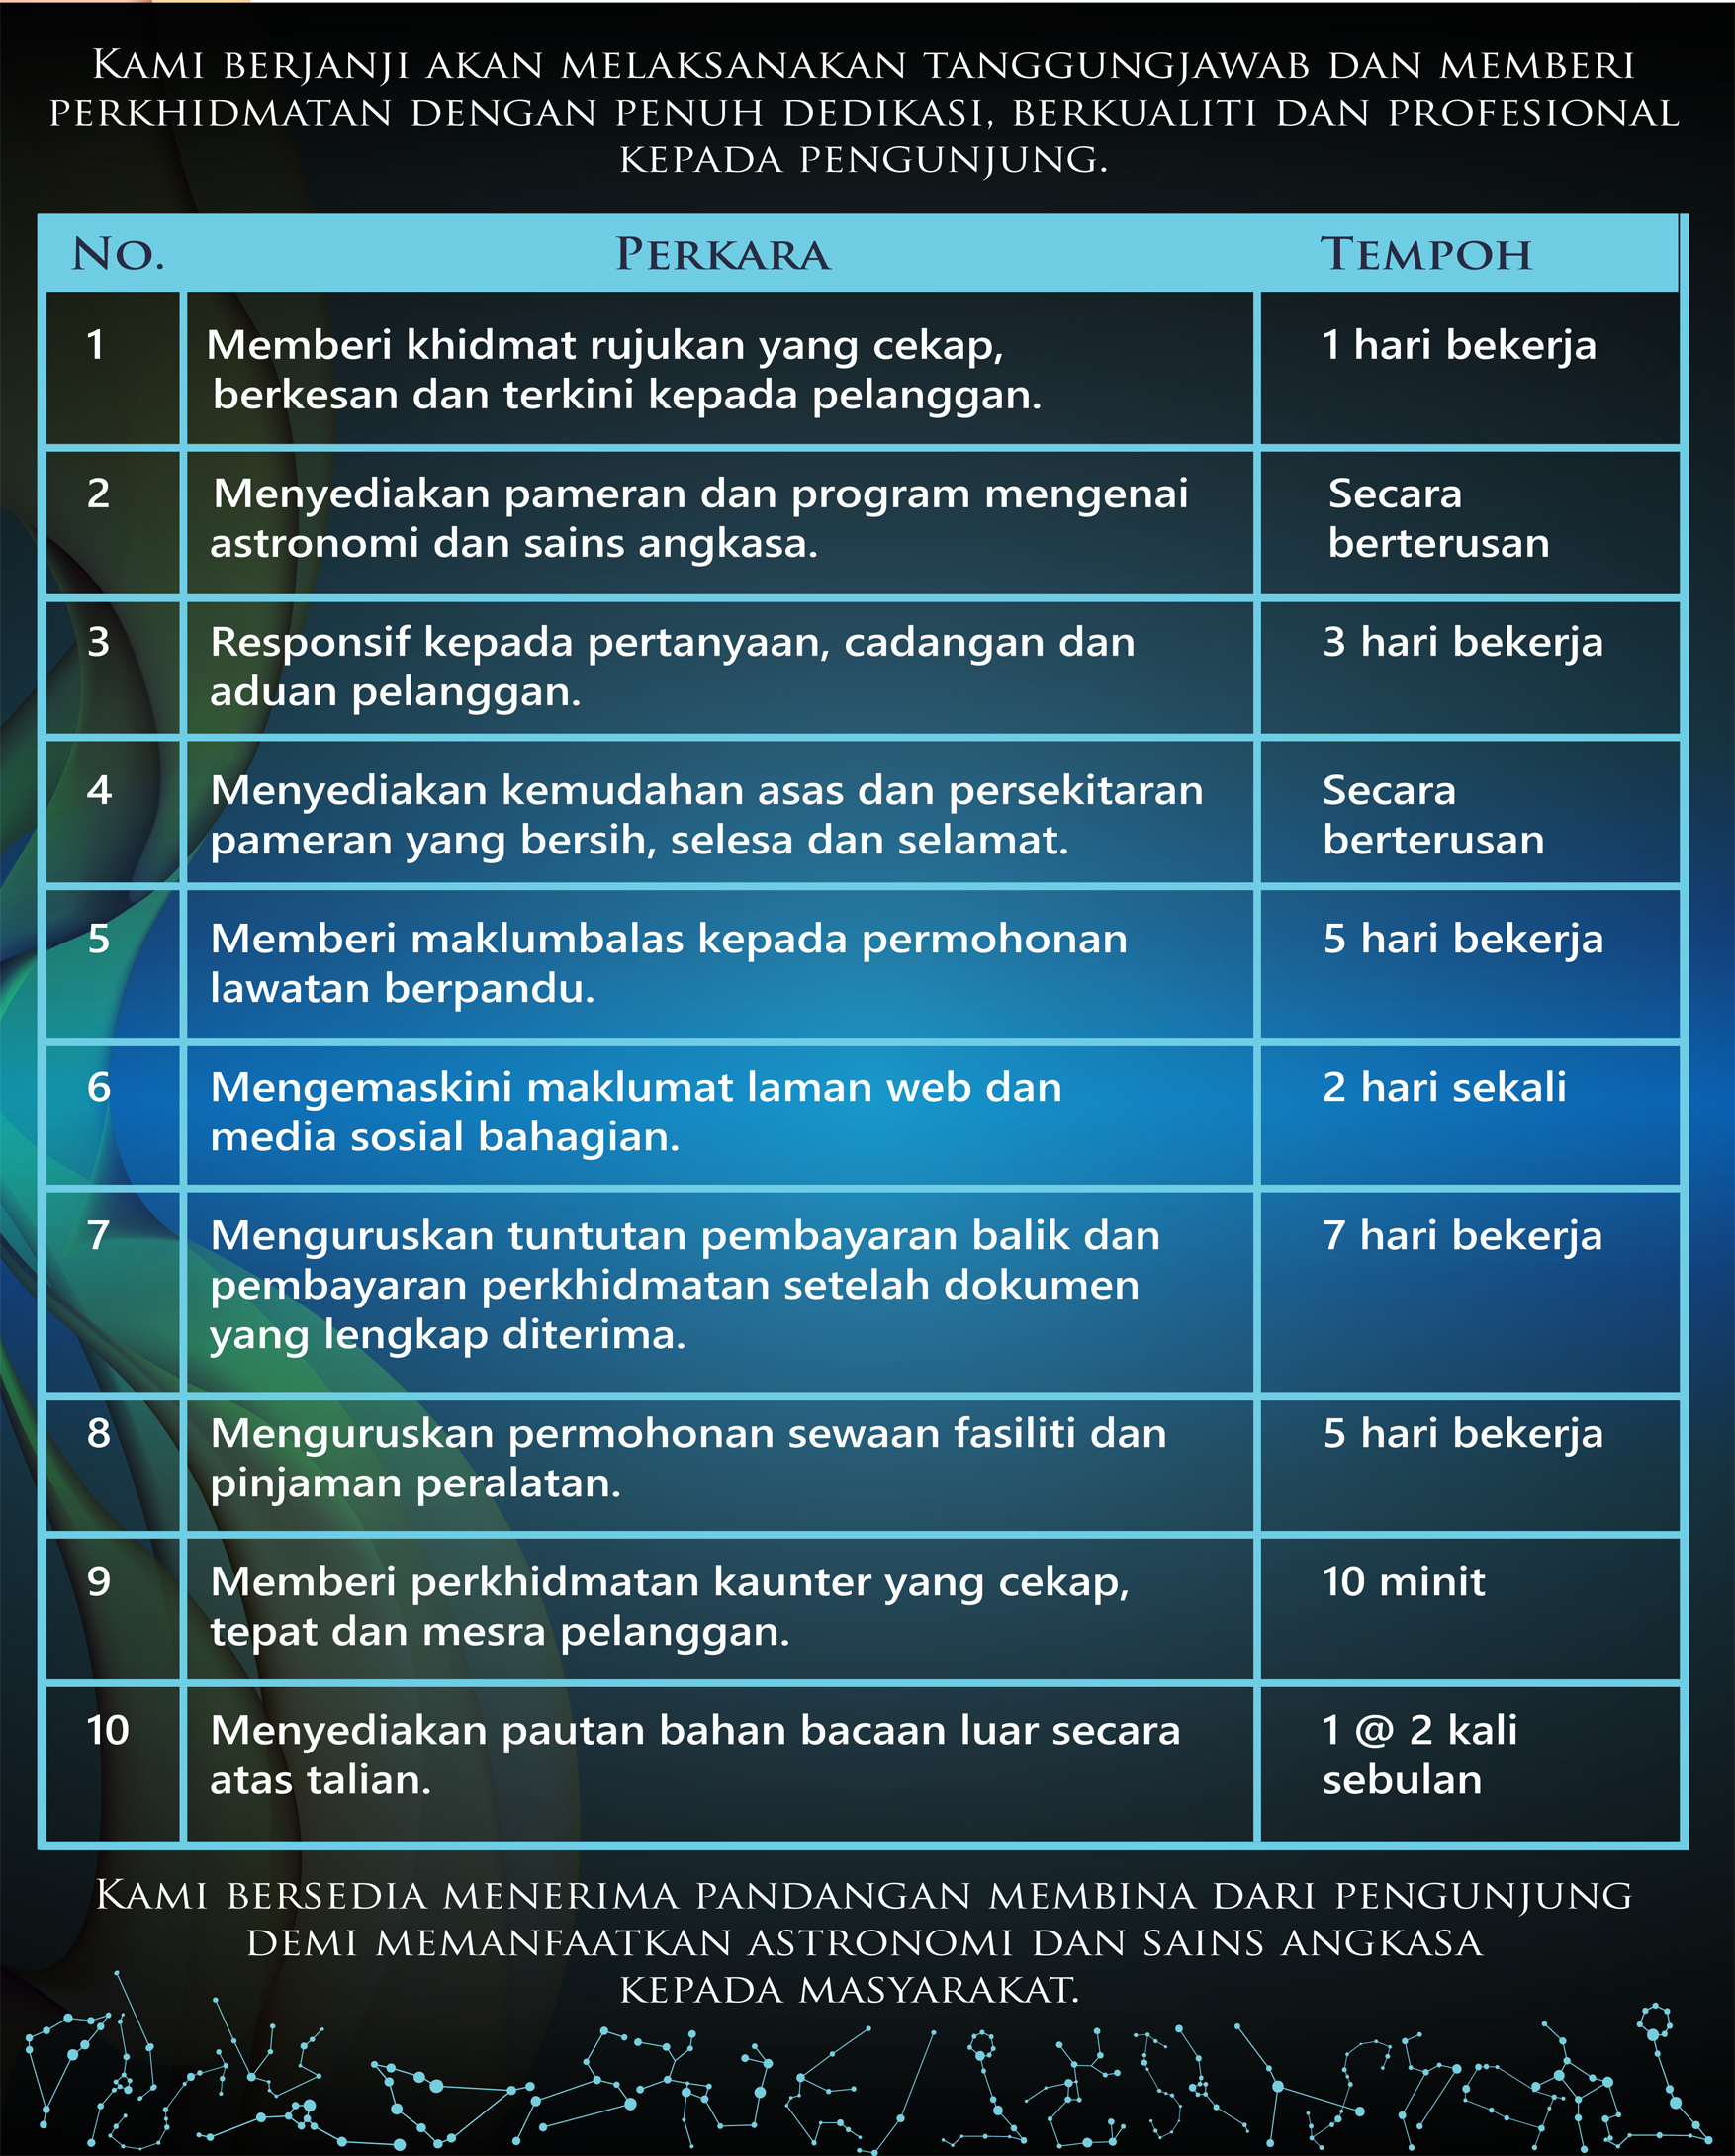 Kami berjanji akan melaksanakan tanggungjawab dan memberi
perkhidmatan dengan penuh dedikasi, berkualiti dan profesional
kepada pengunjung.
No. Perkara Tempoh
1 Memberi khidmat rujukan yang cekap, 1 hari bekerja
berkesan dan terkini kepada pelanggan.
2 Menyediakan pameran dan program mengenai Secara
astronomi dan sains angkasa. berterusan
3 Responsif kepada pertanyaan, cadangan dan 3 hari bekerja
aduan pelanggan.
4 Menyediakan kemudahan asas dan persekitaran Secara
pameran yang bersih, selesa dan selamat. berterusan
5 Memberi maklumbalas kepada permohonan 5 hari bekerja
lawatan berpandu.
6 Mengemaskini maklumat laman web dan 2 hari sekali
media sosial bahagian.
7 Menguruskan tuntutan pembayaran balik dan 7 hari bekerja
pembayaran perkhidmatan setelah dokumen
yang lengkap diterima.
8 Menguruskan permohonan sewaan fasiliti dan 5 hari bekerja
pinjaman peralatan.
9 Memberi perkhidmatan kaunter yang cekap, 10 minit
tepat dan mesra pelanggan.
10 Menyediakan pautan bahan bacaan luar secara 1 @ 2 kali
atas talian. sebulan
Kami bersedia menerima pandangan membina dari pengunjung
demi memanfaatkan astronomi dan sains angkasa
kepada masyarakat.